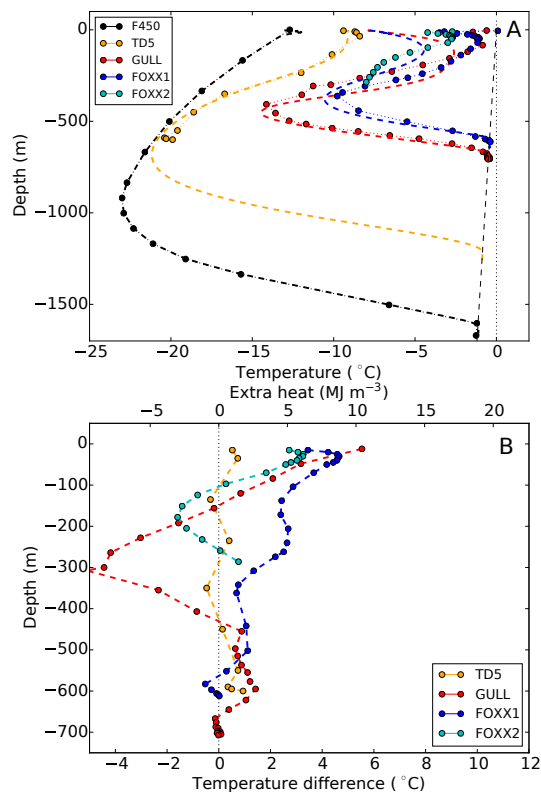 A
F450
TD5
GULL
FOXX1
FOXX2
0
−500
−1000
−1500
Depth (m)
−25 −20 −15 −10 −5 0
Temperature (°C)
Extra heat (MJ m⁻³)
−5 0 5 10 15 20
B
0
−100
−200
−300
−400
−500
−600
−700
Depth (m)
TD5
GULL
FOXX1
FOXX2
−4 −2 0 2 4 6 8 10 12
Temperature difference (°C)